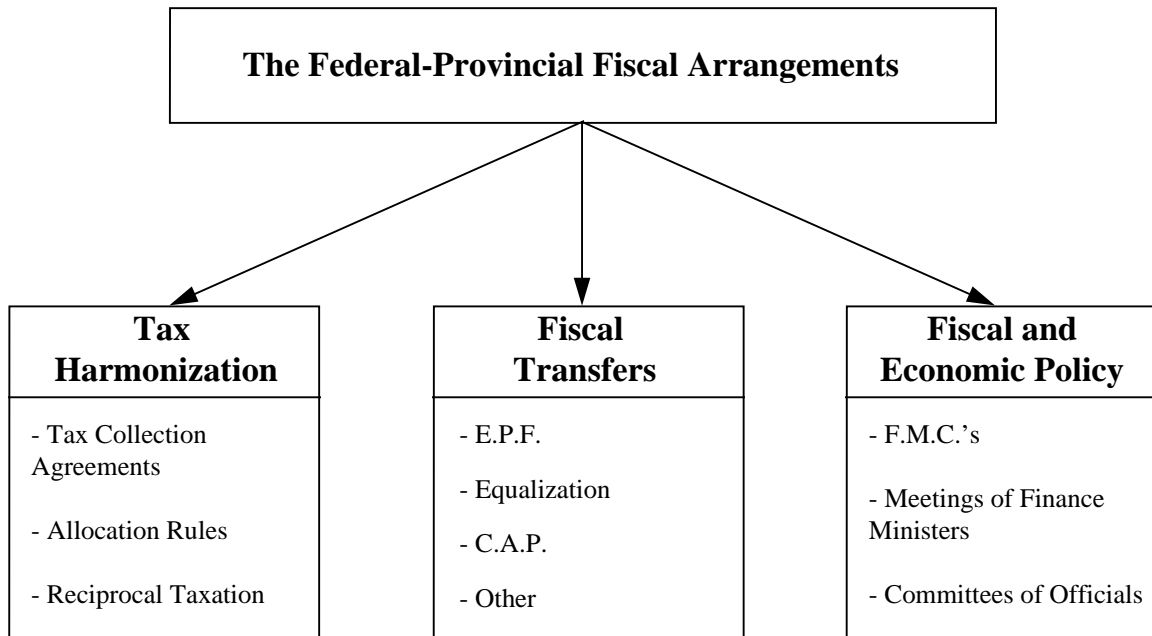 The Federal-Provincial Fiscal Arrangements
Tax
Harmonization
- Tax Collection
Agreements
- Allocation Rules
- Reciprocal Taxation
Fiscal
Transfers
- E.P.F.
- Equalization
- C.A.P.
- Other
Fiscal and
Economic Policy
- F.M.C.’s
- Meetings of Finance
Ministers
- Committees of Officials